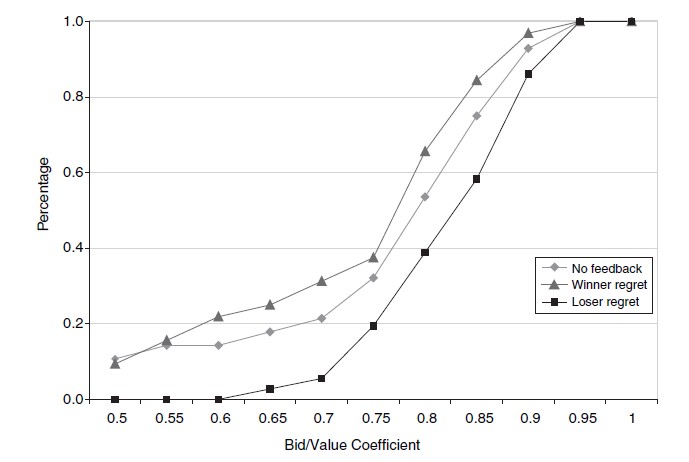 1.0
0.8
0.6
0.4
0.2
0.0
Percentage
0.5 0.55 0.6 0.65 0.7 0.75 0.8 0.85 0.9 0.95 1
Bid/Value Coefficient
No feedback
Winner regret
Loser regret